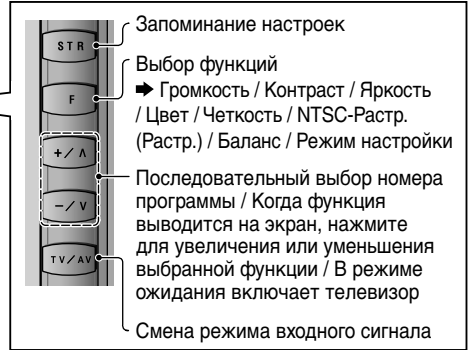 STR
Запоминание настроек
F
Выбор функций
➡ Громкость / Контраст / Яркость
/ Цвет / Четкость / NTSC-Растр.
(Растр.) / Баланс / Режим настройки
+/∧
−/∨
Последовательный выбор номера
программы / Когда функция
выводится на экран, нажмите
для увеличения или уменьшения
выбранной функции / В режиме
ожидания включает телевизор
TV/AV
Смена режима входного сигнала